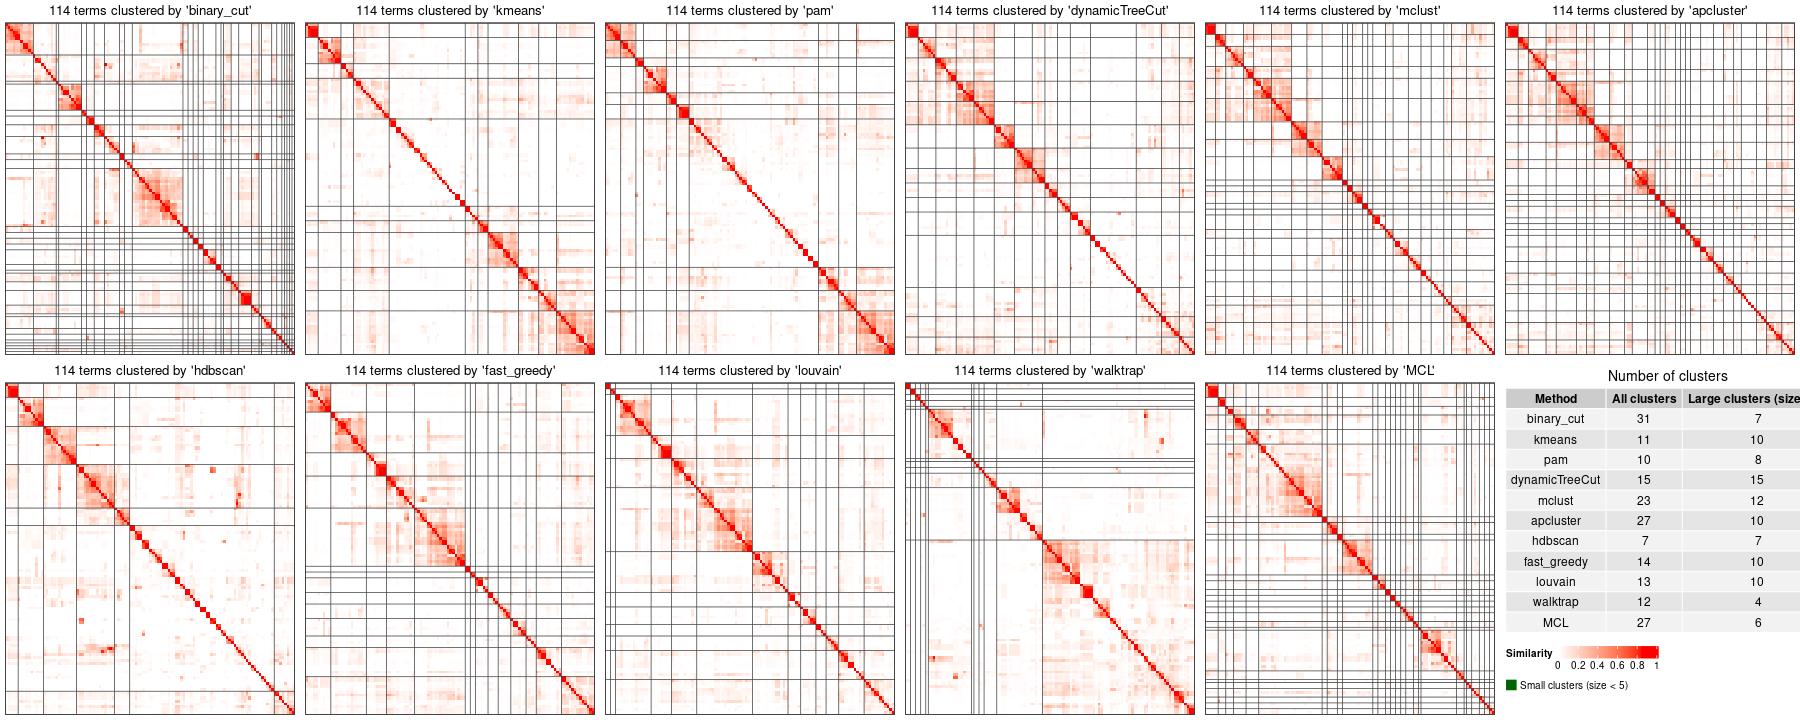 114 terms clustered by 'binary_cut'
114 terms clustered by 'kmeans'
114 terms clustered by 'pam'
114 terms clustered by 'dynamicTreeCut'
114 terms clustered by 'mclust'
114 terms clustered by 'apcluster'
114 terms clustered by 'hdbscan'
114 terms clustered by 'fast_greedy'
114 terms clustered by 'louvain'
114 terms clustered by 'walktrap'
114 terms clustered by 'MCL'
Number of clusters
Method All clusters Large clusters (size
binary_cut 31 7
kmeans 11 10
pam 10 8
dynamicTreeCut 15 15
mclust 23 12
apcluster 27 10
hdbscan 7 7
fast_greedy 14 10
louvain 13 10
walktrap 12 4
MCL 27 6
Similarity
0 0.2 0.4 0.6 0.8 1
Small clusters (size < 5)